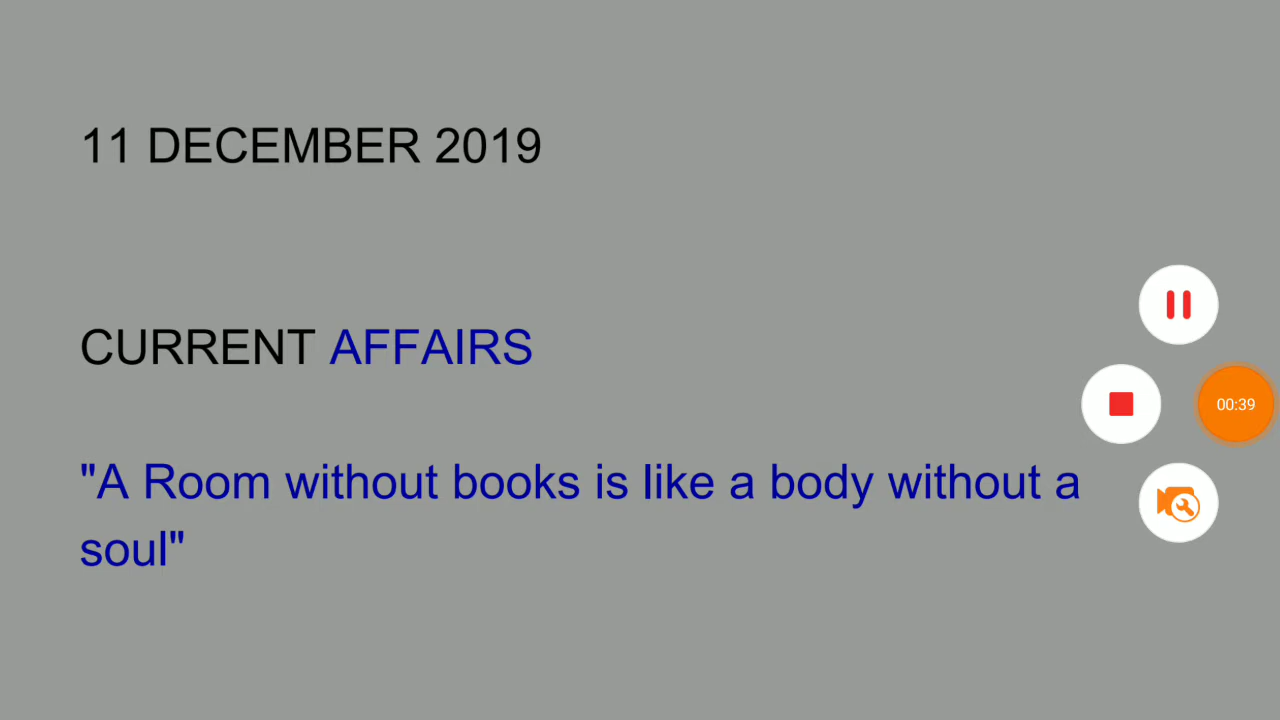 11 DECEMBER 2019
CURRENT AFFAIRS
"A Room without books is like a body without a
soul"
00:39